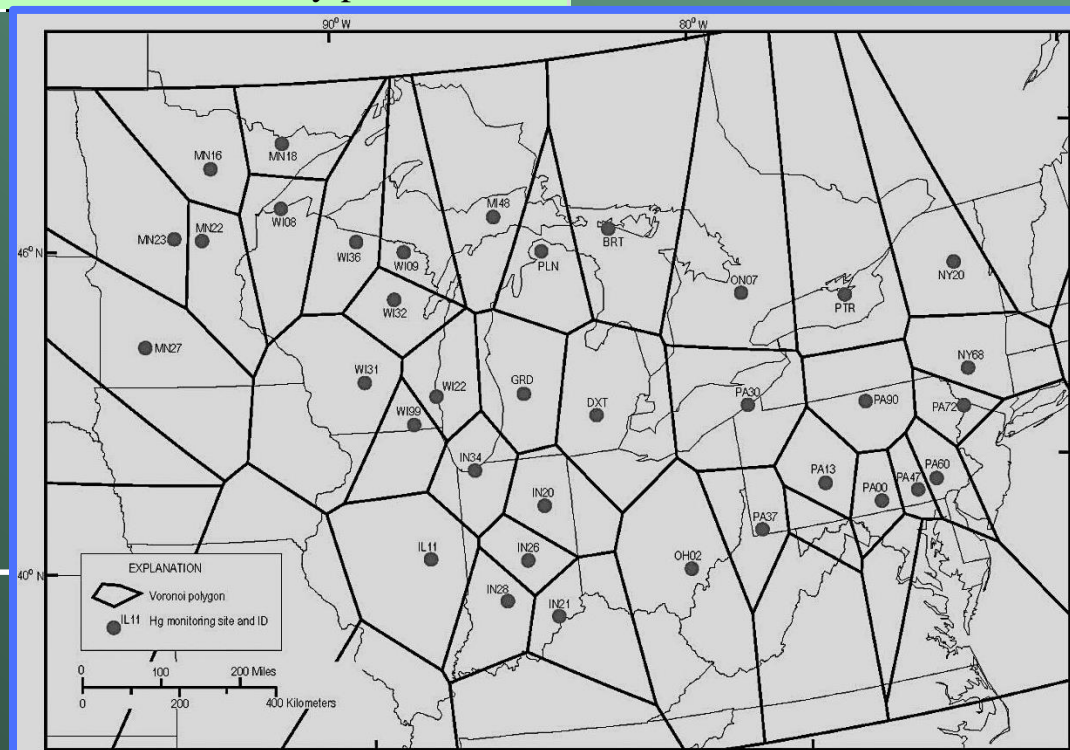 90° W
80° W
MN16
MN18
MI48
MN23
MN22
WI08
WI36
WI09
PLN
BRT
NY20
46° N
ON07
PTR
WI32
MN27
NY68
WI31
WI22
GRD
DXT
PA30
PA90
PA72
WI99
IN34
PA13
PA47
PA60
PA00
IN20
PA37
IL11
IN26
OH02
40° N
IN28
IN21
EXPLANATION
Voronoi polygon
IL11 Hg monitoring site and ID
0 100 200 Miles
0 200 400 Kilometers